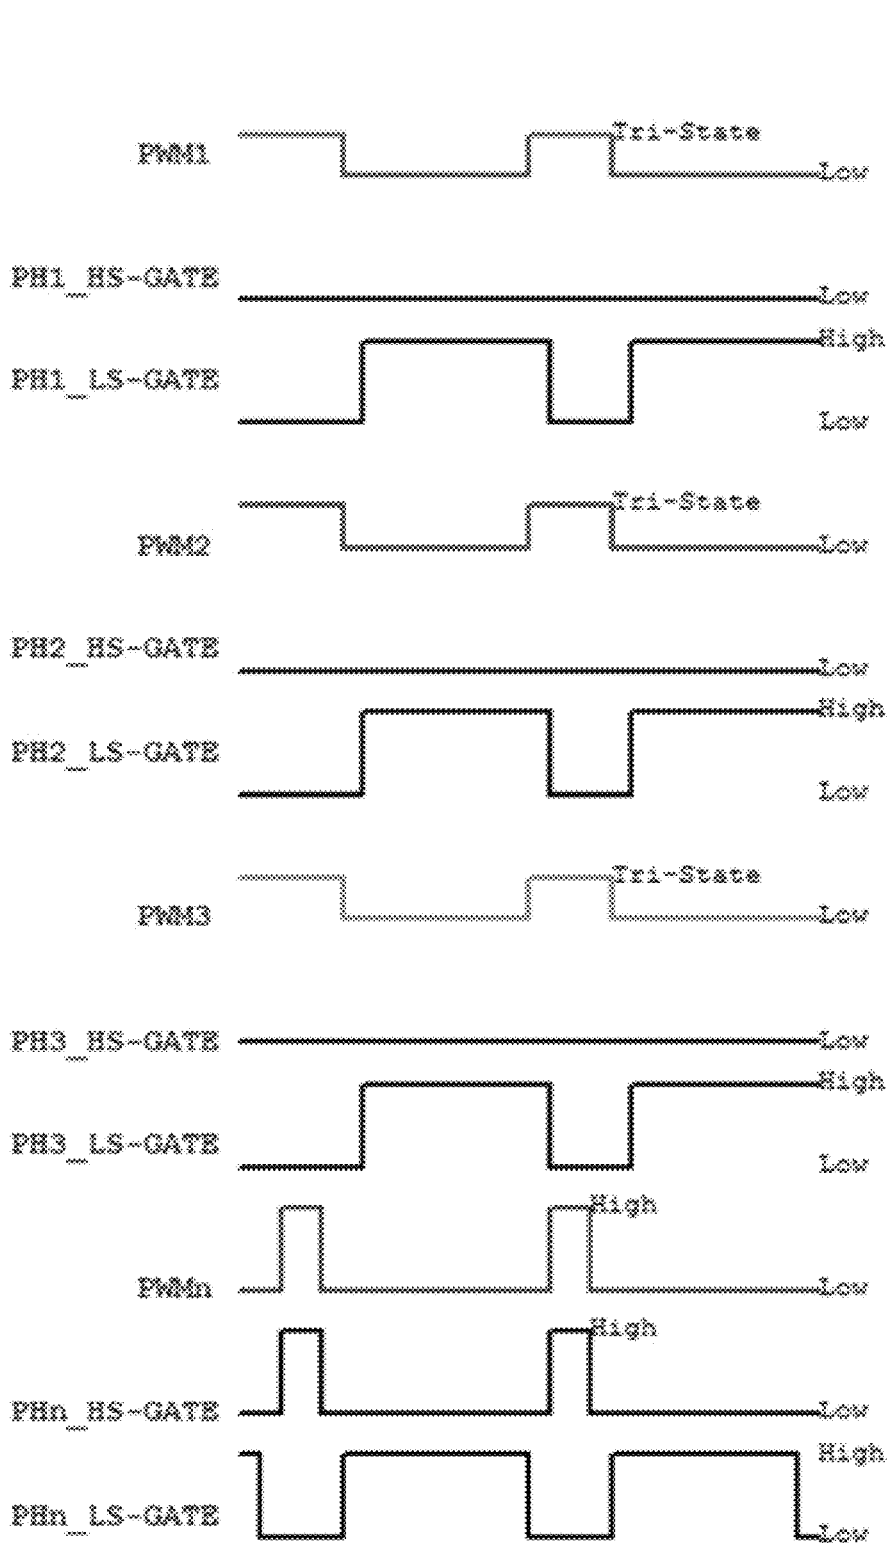 Tri-State
PWM1
Low
PH1_HS-GATE
Low
High
PH1_LS-GATE
Low
Tri-State
PWM2
Low
PH2_HS-GATE
Low
High
PH2_LS-GATE
Low
Tri-State
PWM3
Low
PH3_HS-GATE
Low
High
PH3_LS-GATE
Low
High
PWMn
Low
High
PHn_HS-GATE
Low
High
PHn_LS-GATE
Low